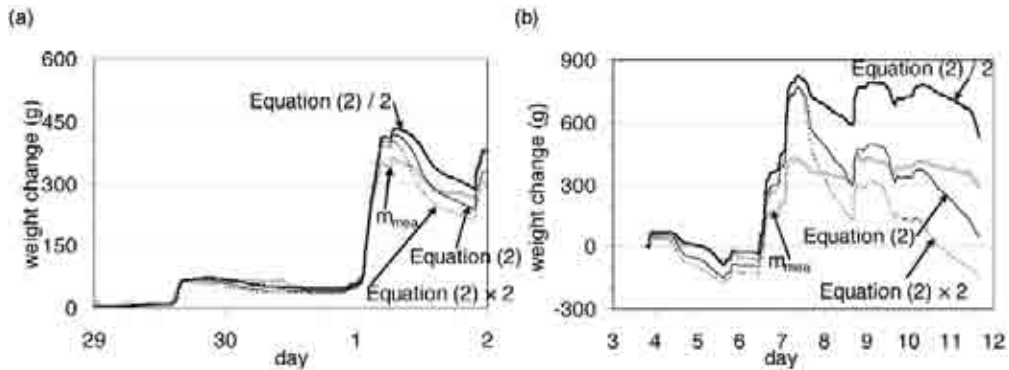 (a)
(b)
600
450
300
150
0
weight change (g)
29
30
1
2
day
Equation (2) / 2
m mea
Equation (2)
Equation (2) × 2
900
600
300
0
-300
weight change (g)
3
4
5
6
7
8
9
10
11
12
day
Equation (2) / 2
m mea
Equation (2)
Equation (2) × 2